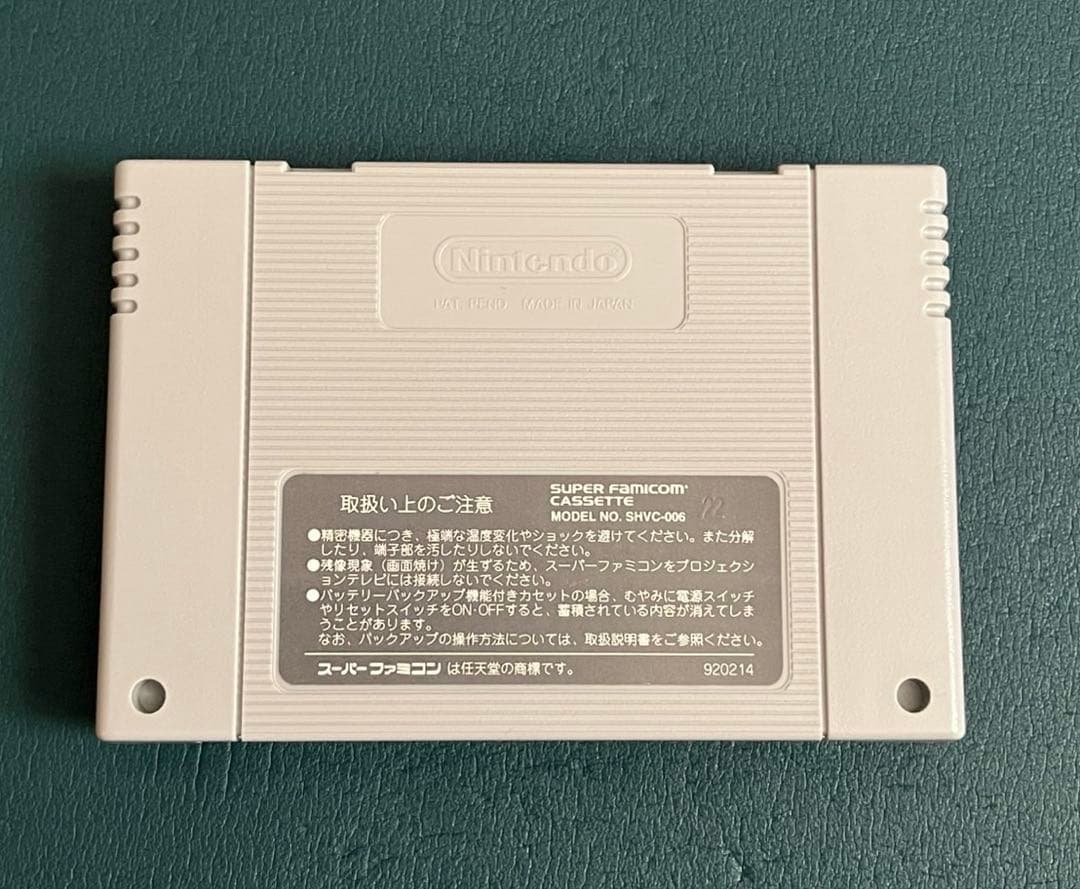 Nintendo
PAT. PEND. MADE IN JAPAN
取扱い上のご注意
SUPER FAMICOM
CASSETTE
MODEL NO. SHVC-006
22
●精密機器につき、極端な温度変化やショックを避けてください。また分解
したり、端子部を汚したりしないでください。
●残像現象（画面焼け）が生ずるため、スーパーファミコンをプロジェクシ
ョンテレビには接続しないでください。
●バッテリーバックアップ機能付きカセットの場合、むやみに電源スイッチ
やリセットスイッチをON・OFFすると、蓄積されている内容が消えてしま
うことがあります。
なお、バックアップの操作方法については、取扱説明書をご参照ください。
スーパーファミコン は任天堂の商標です。
920214